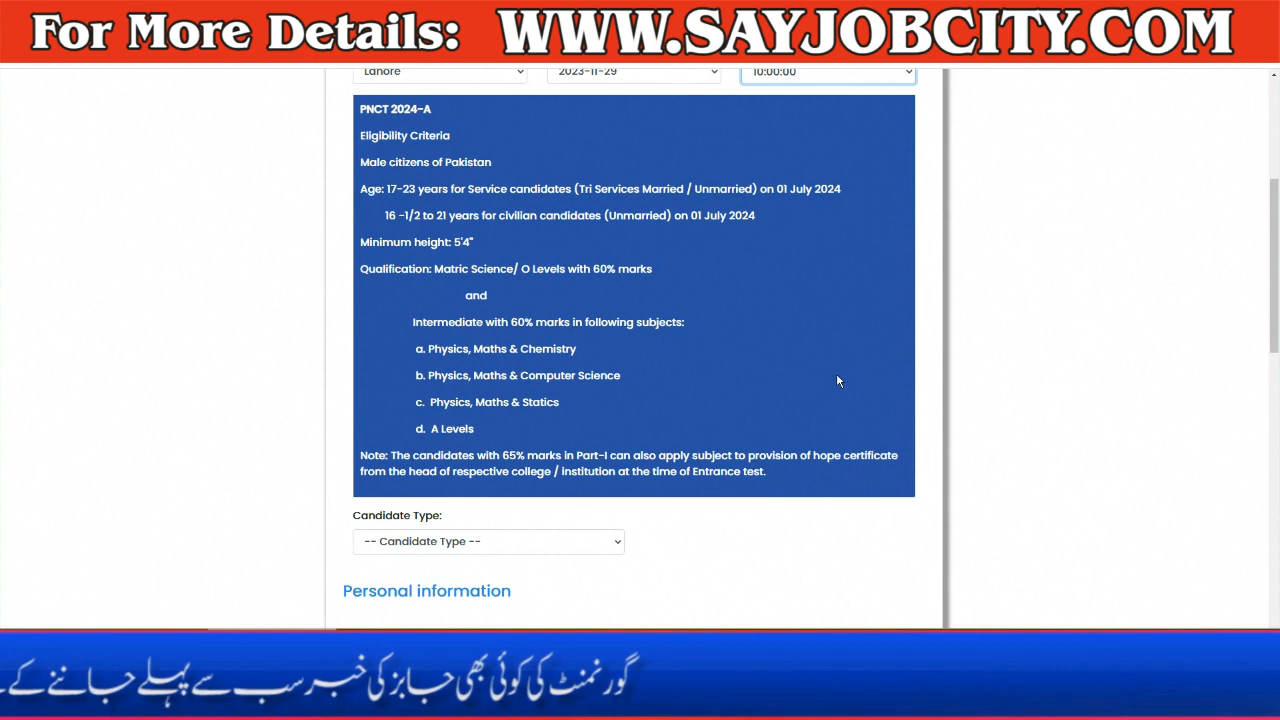 For More Details: WWW.SAYJOBCITY.COM
Lahore 2023-11-29 10:00:00
PNCT 2024-A
Eligibility Criteria
Male citizens of Pakistan
Age: 17-23 years for Service candidates (Tri Services Married / Unmarried) on 01 July 2024
16 -1/2 to 21 years for civilian candidates (Unmarried) on 01 July 2024
Minimum height: 5'4"
Qualification: Matric Science/ O Levels with 60% marks
and
Intermediate with 60% marks in following subjects:
a. Physics, Maths & Chemistry
b. Physics, Maths & Computer Science
c. Physics, Maths & Statics
d. A Levels
Note: The candidates with 65% marks in Part-I can also apply subject to provision of hope certificate
from the head of respective college / institution at the time of Entrance test.
Candidate Type:
-- Candidate Type --
Personal information
گورنمنٹ کی کوئی بھی جابز کی خبر سب سے پہلے جاننے کے